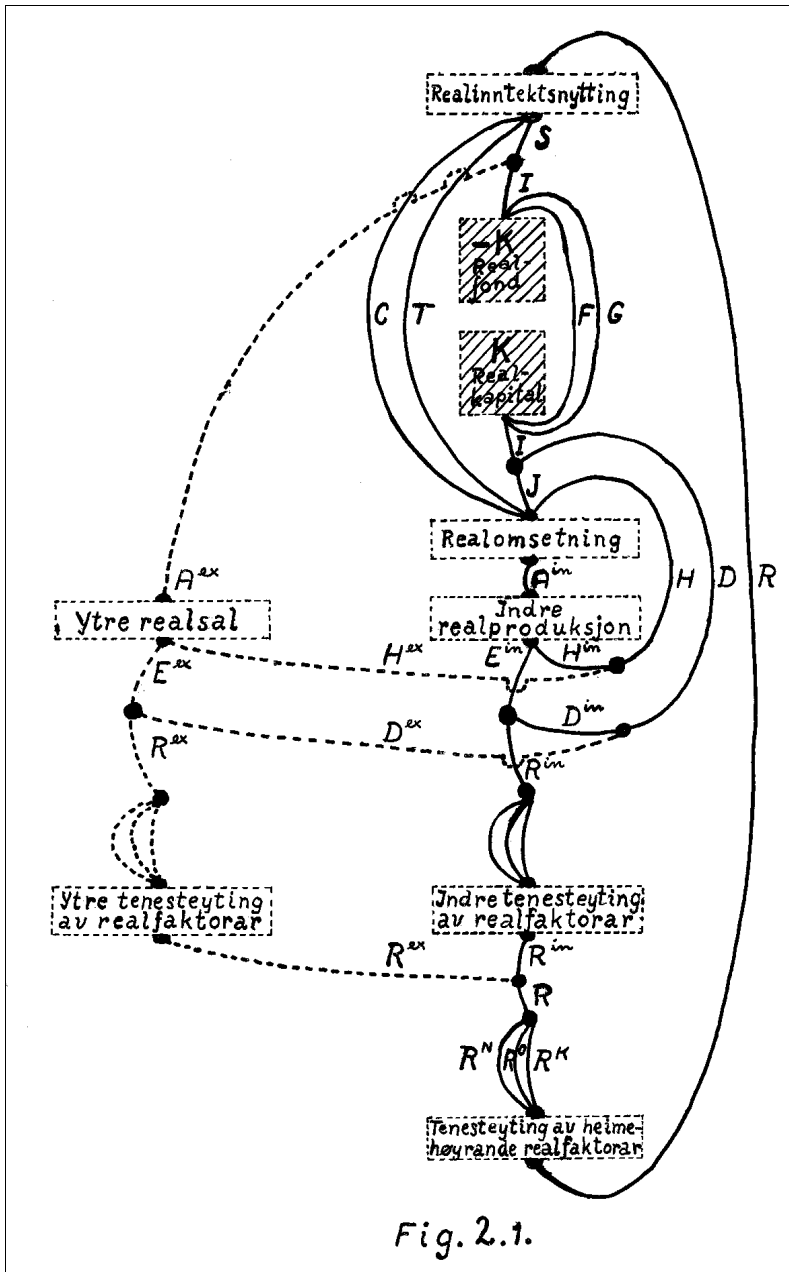 Realinntektsnytting
S
I
-K
Real-
fond
C T F G
K
Real-
kapital
I
J
Realomsetning
A^ex A^in H D R
Ytre realsal
Indre
realproduksjon
E^ex H^ex E^in H^in
R^ex D^ex D^in
R^in
Ytre tenesteyting
av realfaktorar
Indre tenesteyting
av realfaktorar
R^ex R^in
R
R^N R^O R^K
Tenesteyting av heime-
høyrande realfaktorar
Fig. 2.1.